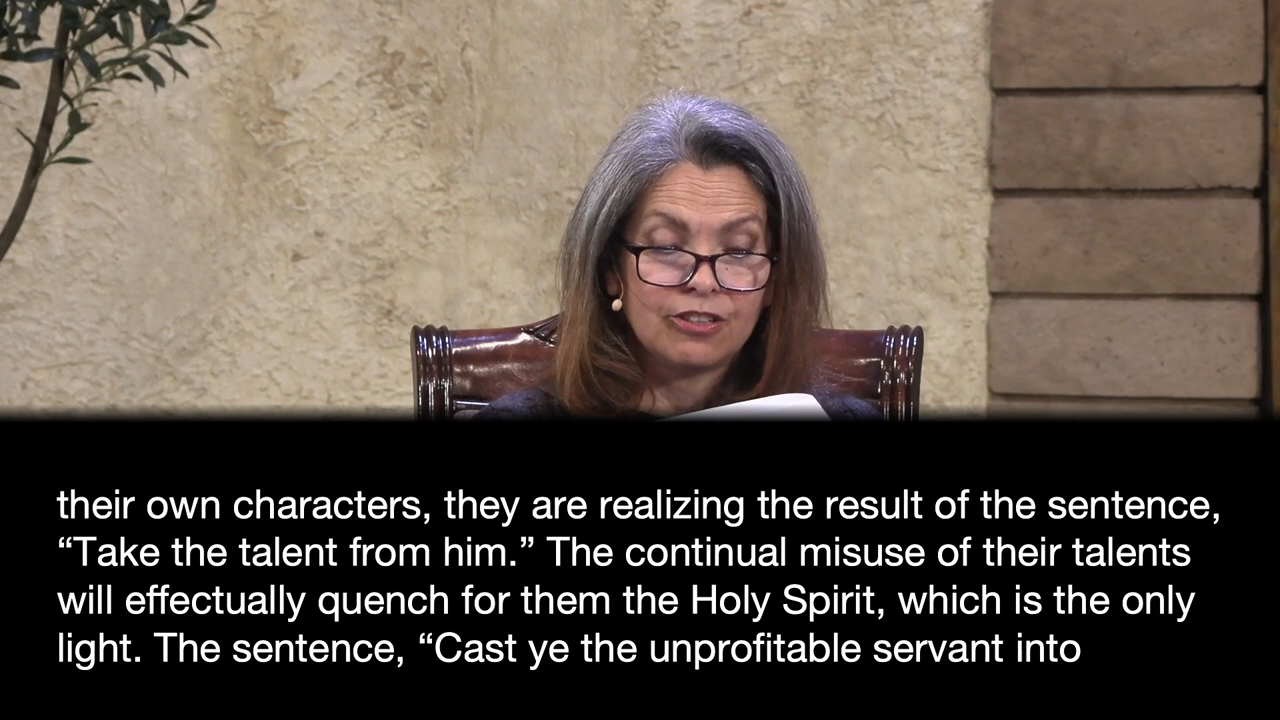 their own characters, they are realizing the result of the sentence,
“Take the talent from him.” The continual misuse of their talents
will effectually quench for them the Holy Spirit, which is the only
light. The sentence, “Cast ye the unprofitable servant into